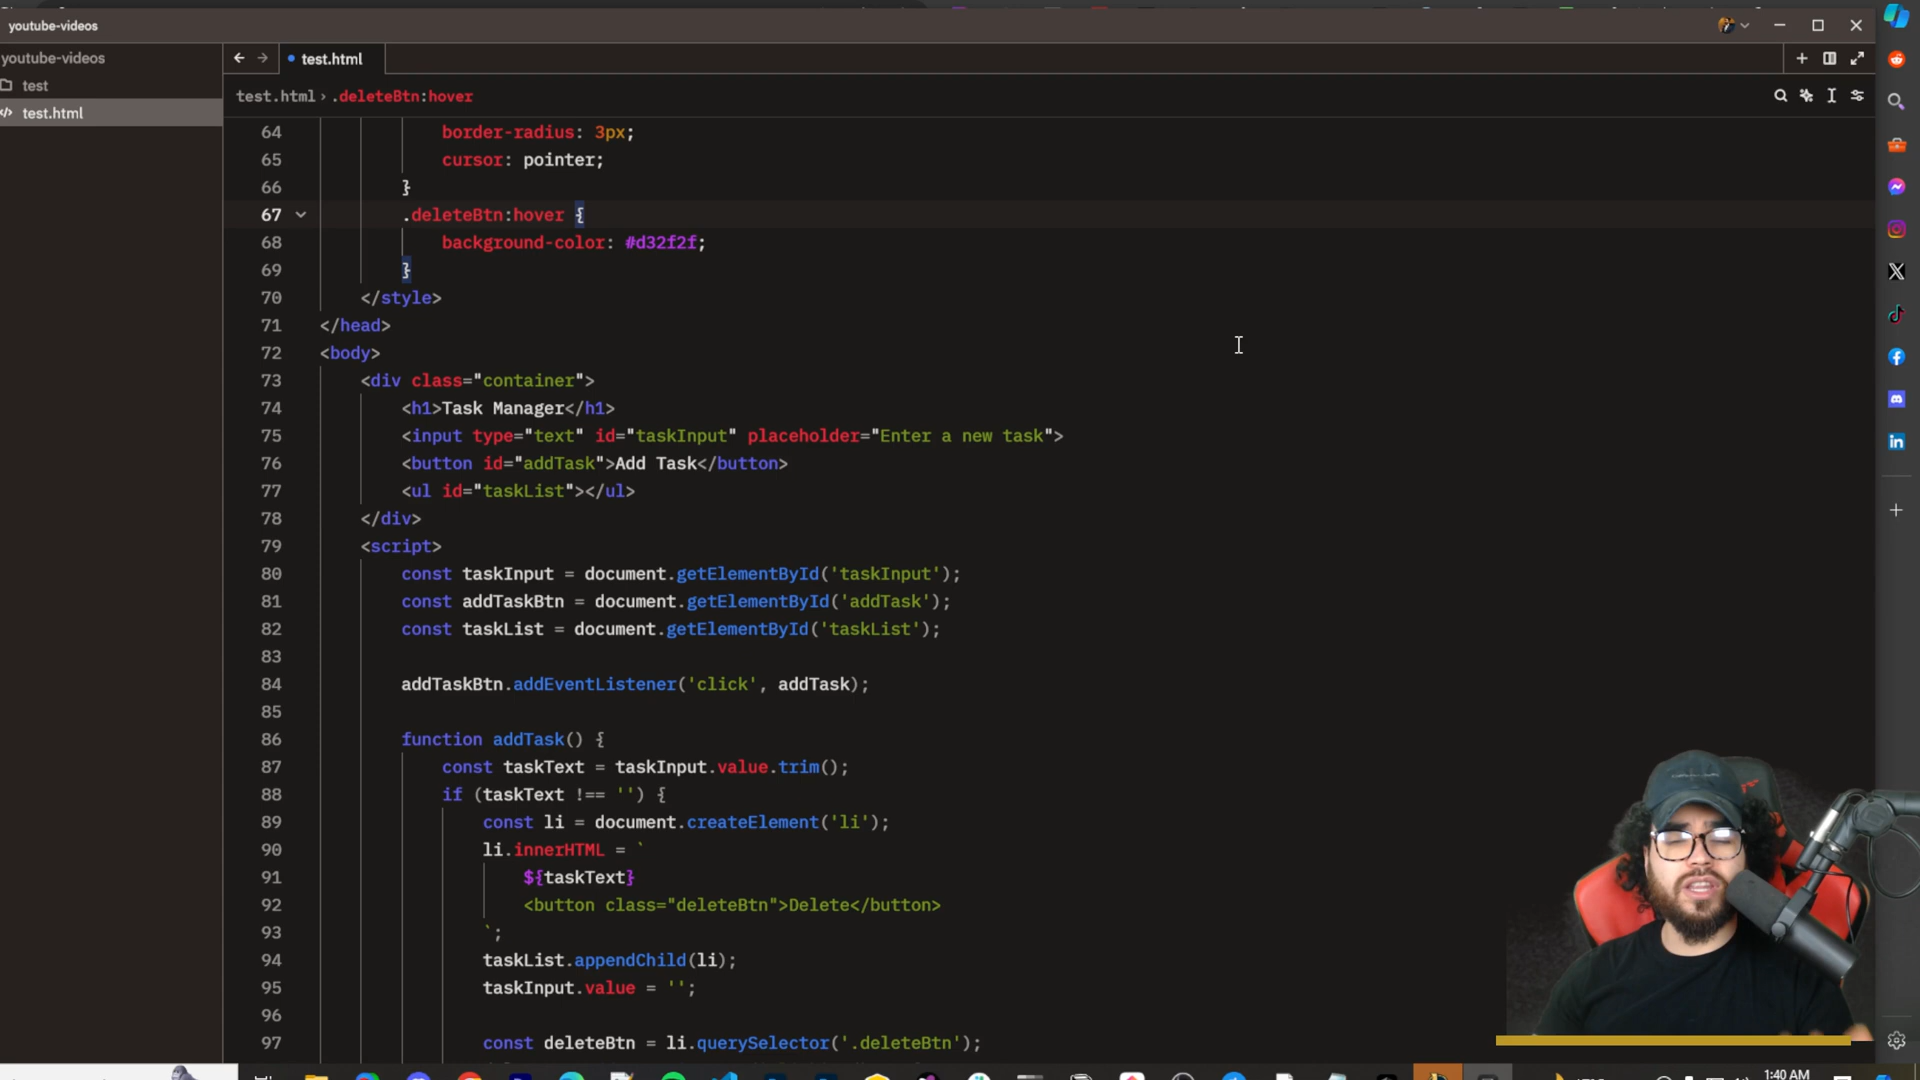 youtube-videos
youtube-videos
test
test.html
test.html
test.html › .deleteBtn:hover
64 border-radius: 3px;
65 cursor: pointer;
66 }
67 .deleteBtn:hover {
68 background-color: #d32f2f;
69 }
70 </style>
71 </head>
72 <body>
73 <div class="container">
74 <h1>Task Manager</h1>
75 <input type="text" id="taskInput" placeholder="Enter a new task">
76 <button id="addTask">Add Task</button>
77 <ul id="taskList"></ul>
78 </div>
79 <script>
80 const taskInput = document.getElementById('taskInput');
81 const addTaskBtn = document.getElementById('addTask');
82 const taskList = document.getElementById('taskList');
83
84 addTaskBtn.addEventListener('click', addTask);
85
86 function addTask() {
87 const taskText = taskInput.value.trim();
88 if (taskText !== '') {
89 const li = document.createElement('li');
90 li.innerHTML = `
91 ${taskText}
92 <button class="deleteBtn">Delete</button>
93 `;
94 taskList.appendChild(li);
95 taskInput.value = '';
96
97 const deleteBtn = li.querySelector('.deleteBtn');
1:40 AM